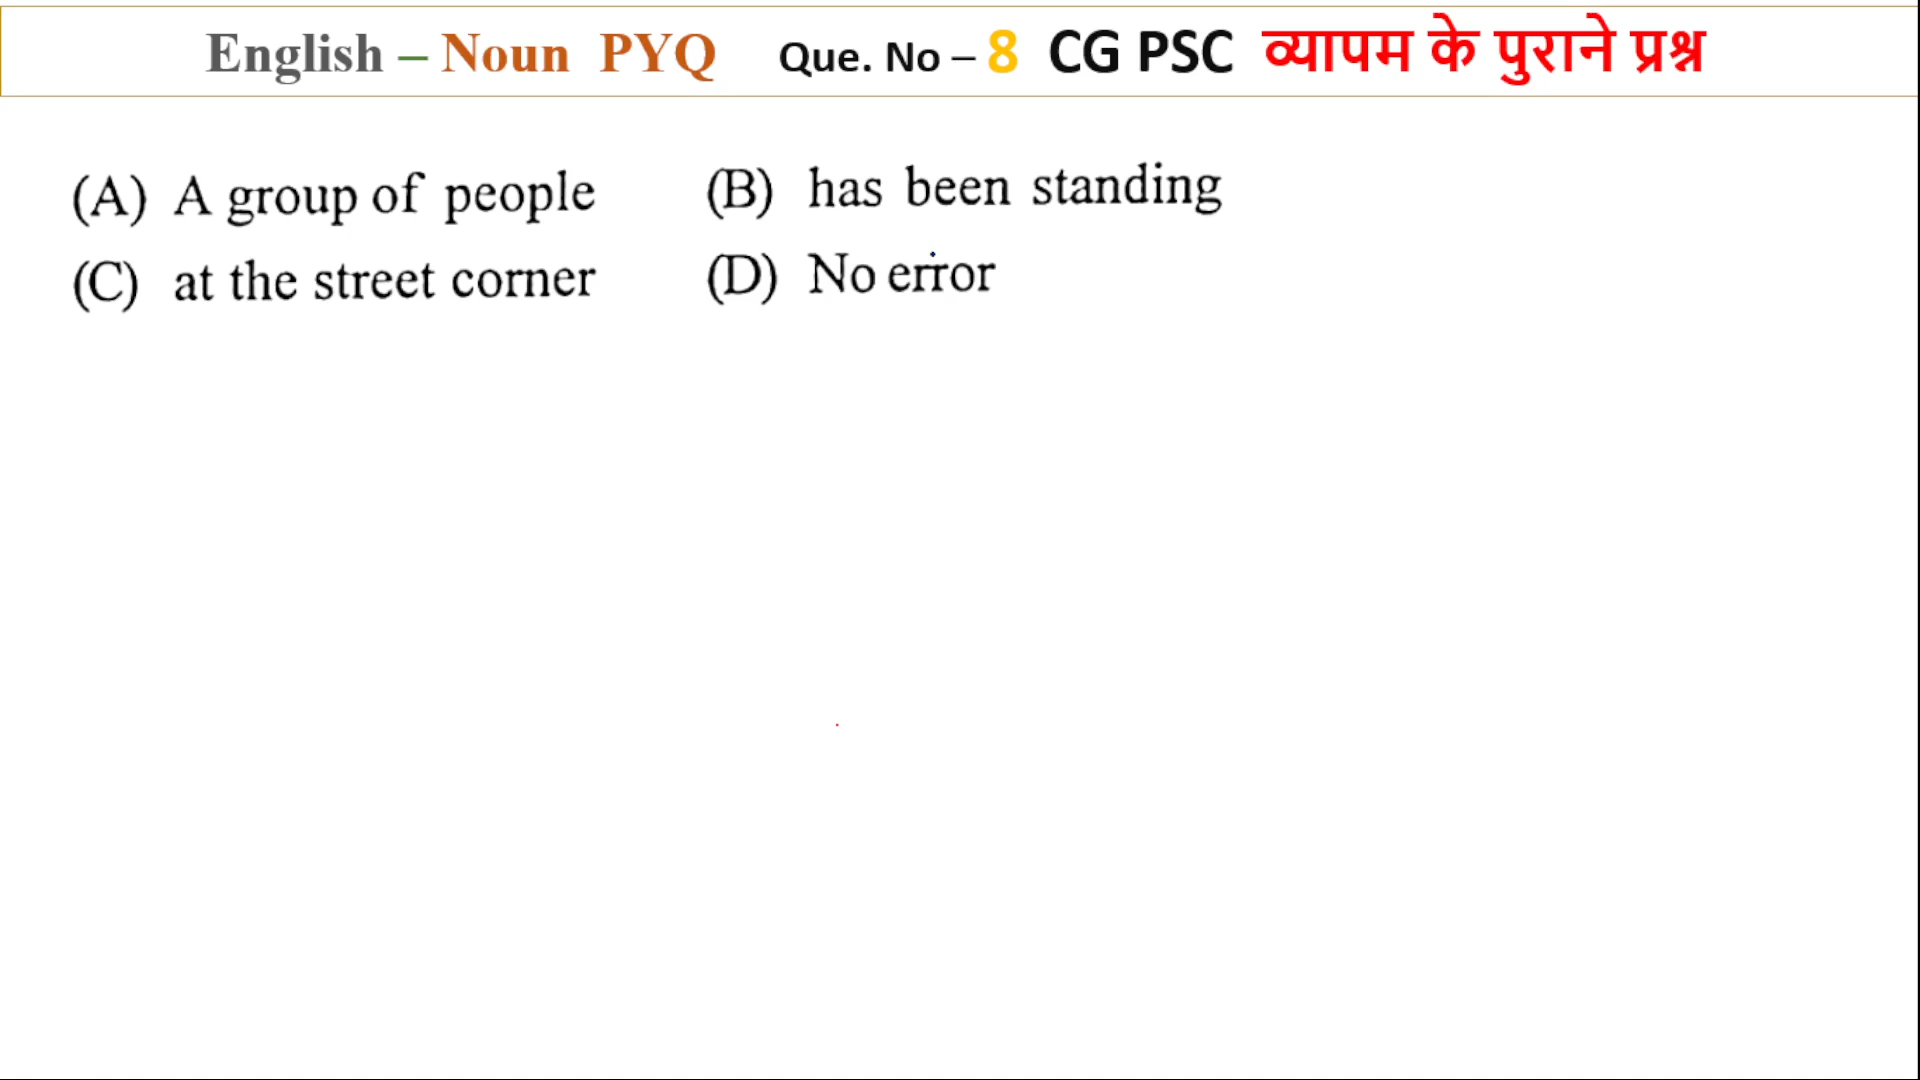 English – Noun PYQ Que. No – 8 CG PSC व्यापम के पुराने प्रश्न
(A) A group of people (B) has been standing
(C) at the street corner (D) No error